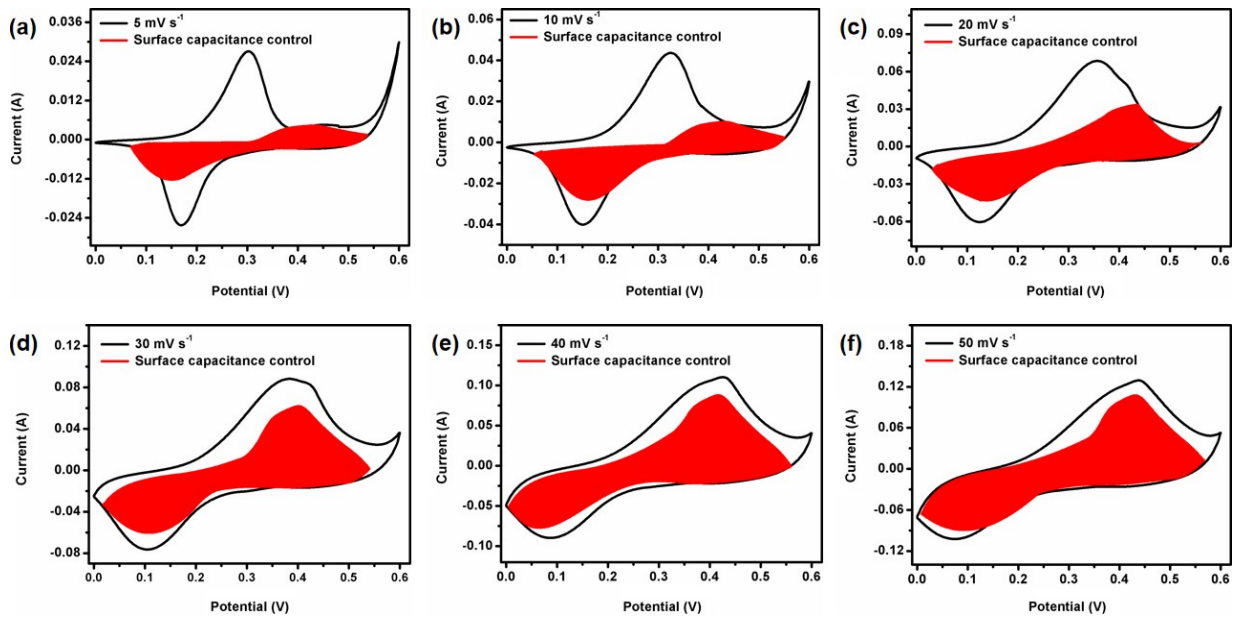 (a)
5 mV s⁻¹
Surface capacitance control
Current (A)
0.036
0.024
0.012
0.000
-0.012
-0.024
0.0 0.1 0.2 0.3 0.4 0.5 0.6
Potential (V)
(b)
10 mV s⁻¹
Surface capacitance control
Current (A)
0.06
0.04
0.02
0.00
-0.02
-0.04
0.0 0.1 0.2 0.3 0.4 0.5 0.6
Potential (V)
(c)
20 mV s⁻¹
Surface capacitance control
Current (A)
0.09
0.06
0.03
0.00
-0.03
-0.06
0.0 0.1 0.2 0.3 0.4 0.5 0.6
Potential (V)
(d)
30 mV s⁻¹
Surface capacitance control
Current (A)
0.12
0.08
0.04
0.00
-0.04
-0.08
0.0 0.1 0.2 0.3 0.4 0.5 0.6
Potential (V)
(e)
40 mV s⁻¹
Surface capacitance control
Current (A)
0.15
0.10
0.05
0.00
-0.05
-0.10
0.0 0.1 0.2 0.3 0.4 0.5 0.6
Potential (V)
(f)
50 mV s⁻¹
Surface capacitance control
Current (A)
0.18
0.12
0.06
0.00
-0.06
-0.12
0.0 0.1 0.2 0.3 0.4 0.5 0.6
Potential (V)